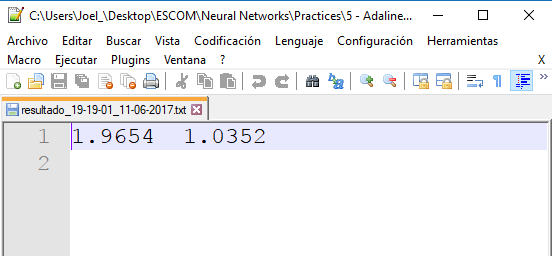 C:\Users\Joel_\Desktop\ESCOM\Neural Networks\Practices\5 - Adaline...
Archivo Editar Buscar Vista Codificación Lenguaje Configuración Herramientas
Macro Ejecutar Plugins Ventana ? X
resultado_19-19-01_11-06-2017.txt
1 1.9654 1.0352
2